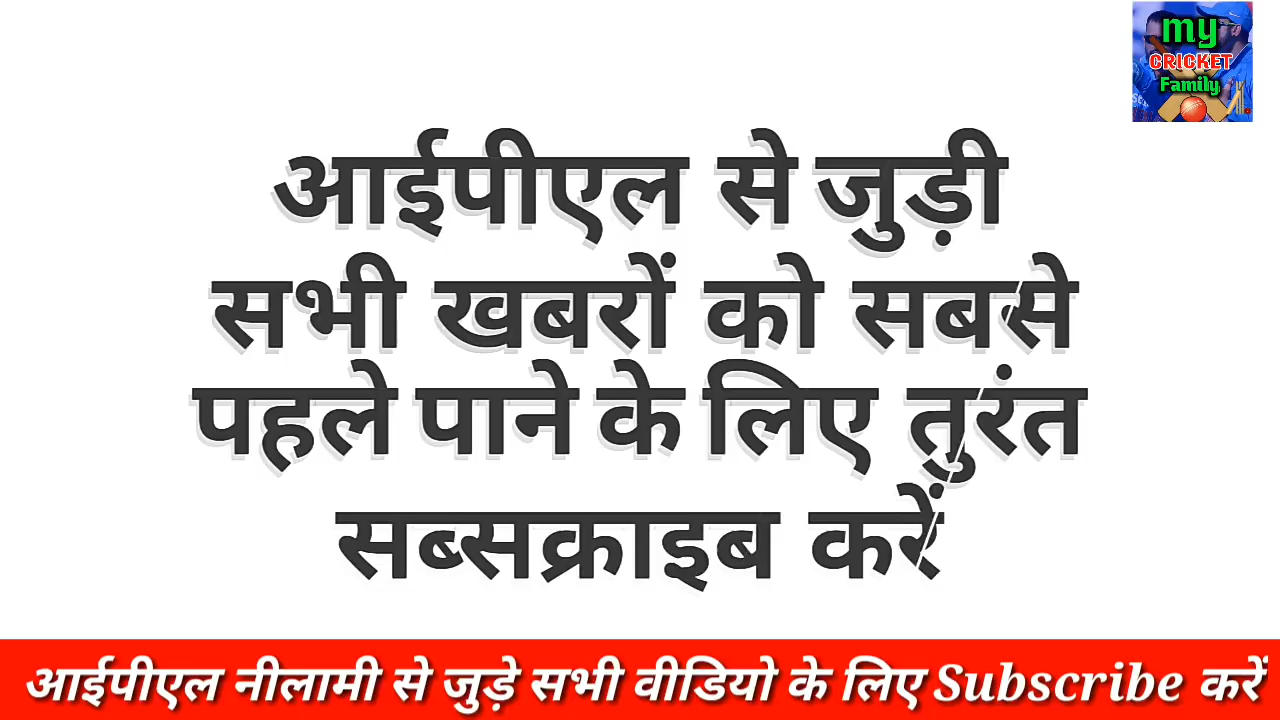 my
CRICKET
Family
आईपीएल से जुड़ी
सभी खबरों को सबसे
पहले पाने के लिए तुरंत
सब्सक्राइब करें
आईपीएल नीलामी से जुड़े सभी वीडियो के लिए Subscribe करें